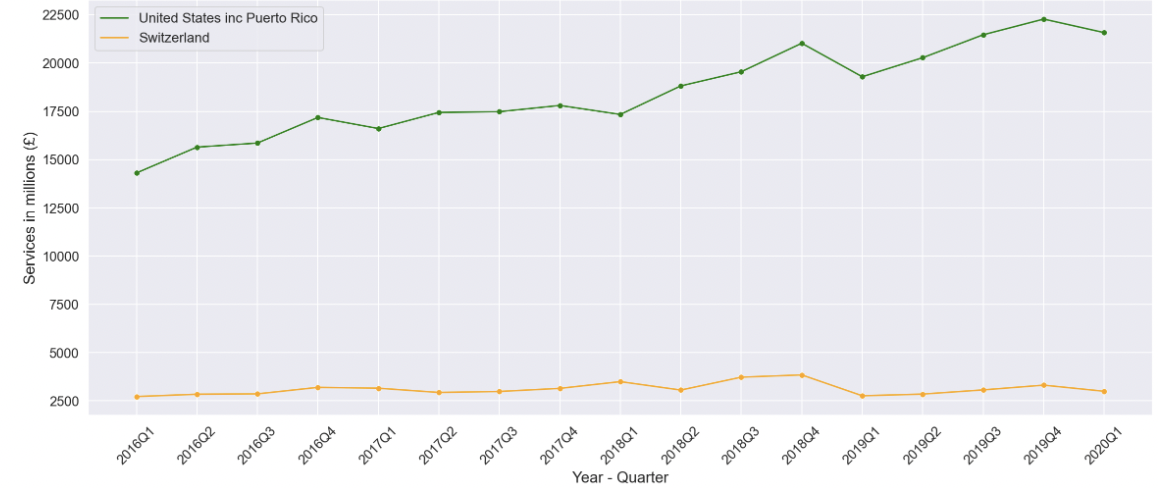 United States inc Puerto Rico
Switzerland
22500
20000
17500
15000
12500
10000
7500
5000
2500
Services in millions (£)
2016Q1 2016Q2 2016Q3 2016Q4 2017Q1 2017Q2 2017Q3 2017Q4 2018Q1 2018Q2 2018Q3 2018Q4 2019Q1 2019Q2 2019Q3 2019Q4 2020Q1
Year - Quarter